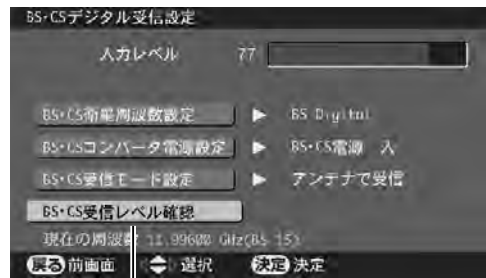 BS･CSデジタル受信設定
入力レベル 77
BS･CS衛星周波数設定 ▶ BS Digital
BS･CSコンバータ電源設定 ▶ BS･CS電源 入
BS･CS受信モード設定 ▶ アンテナで受信
BS･CS受信レベル確認
現在の周波数 11.99600 GHz(BS-15)
戻る 前画面 選択 決定 決定